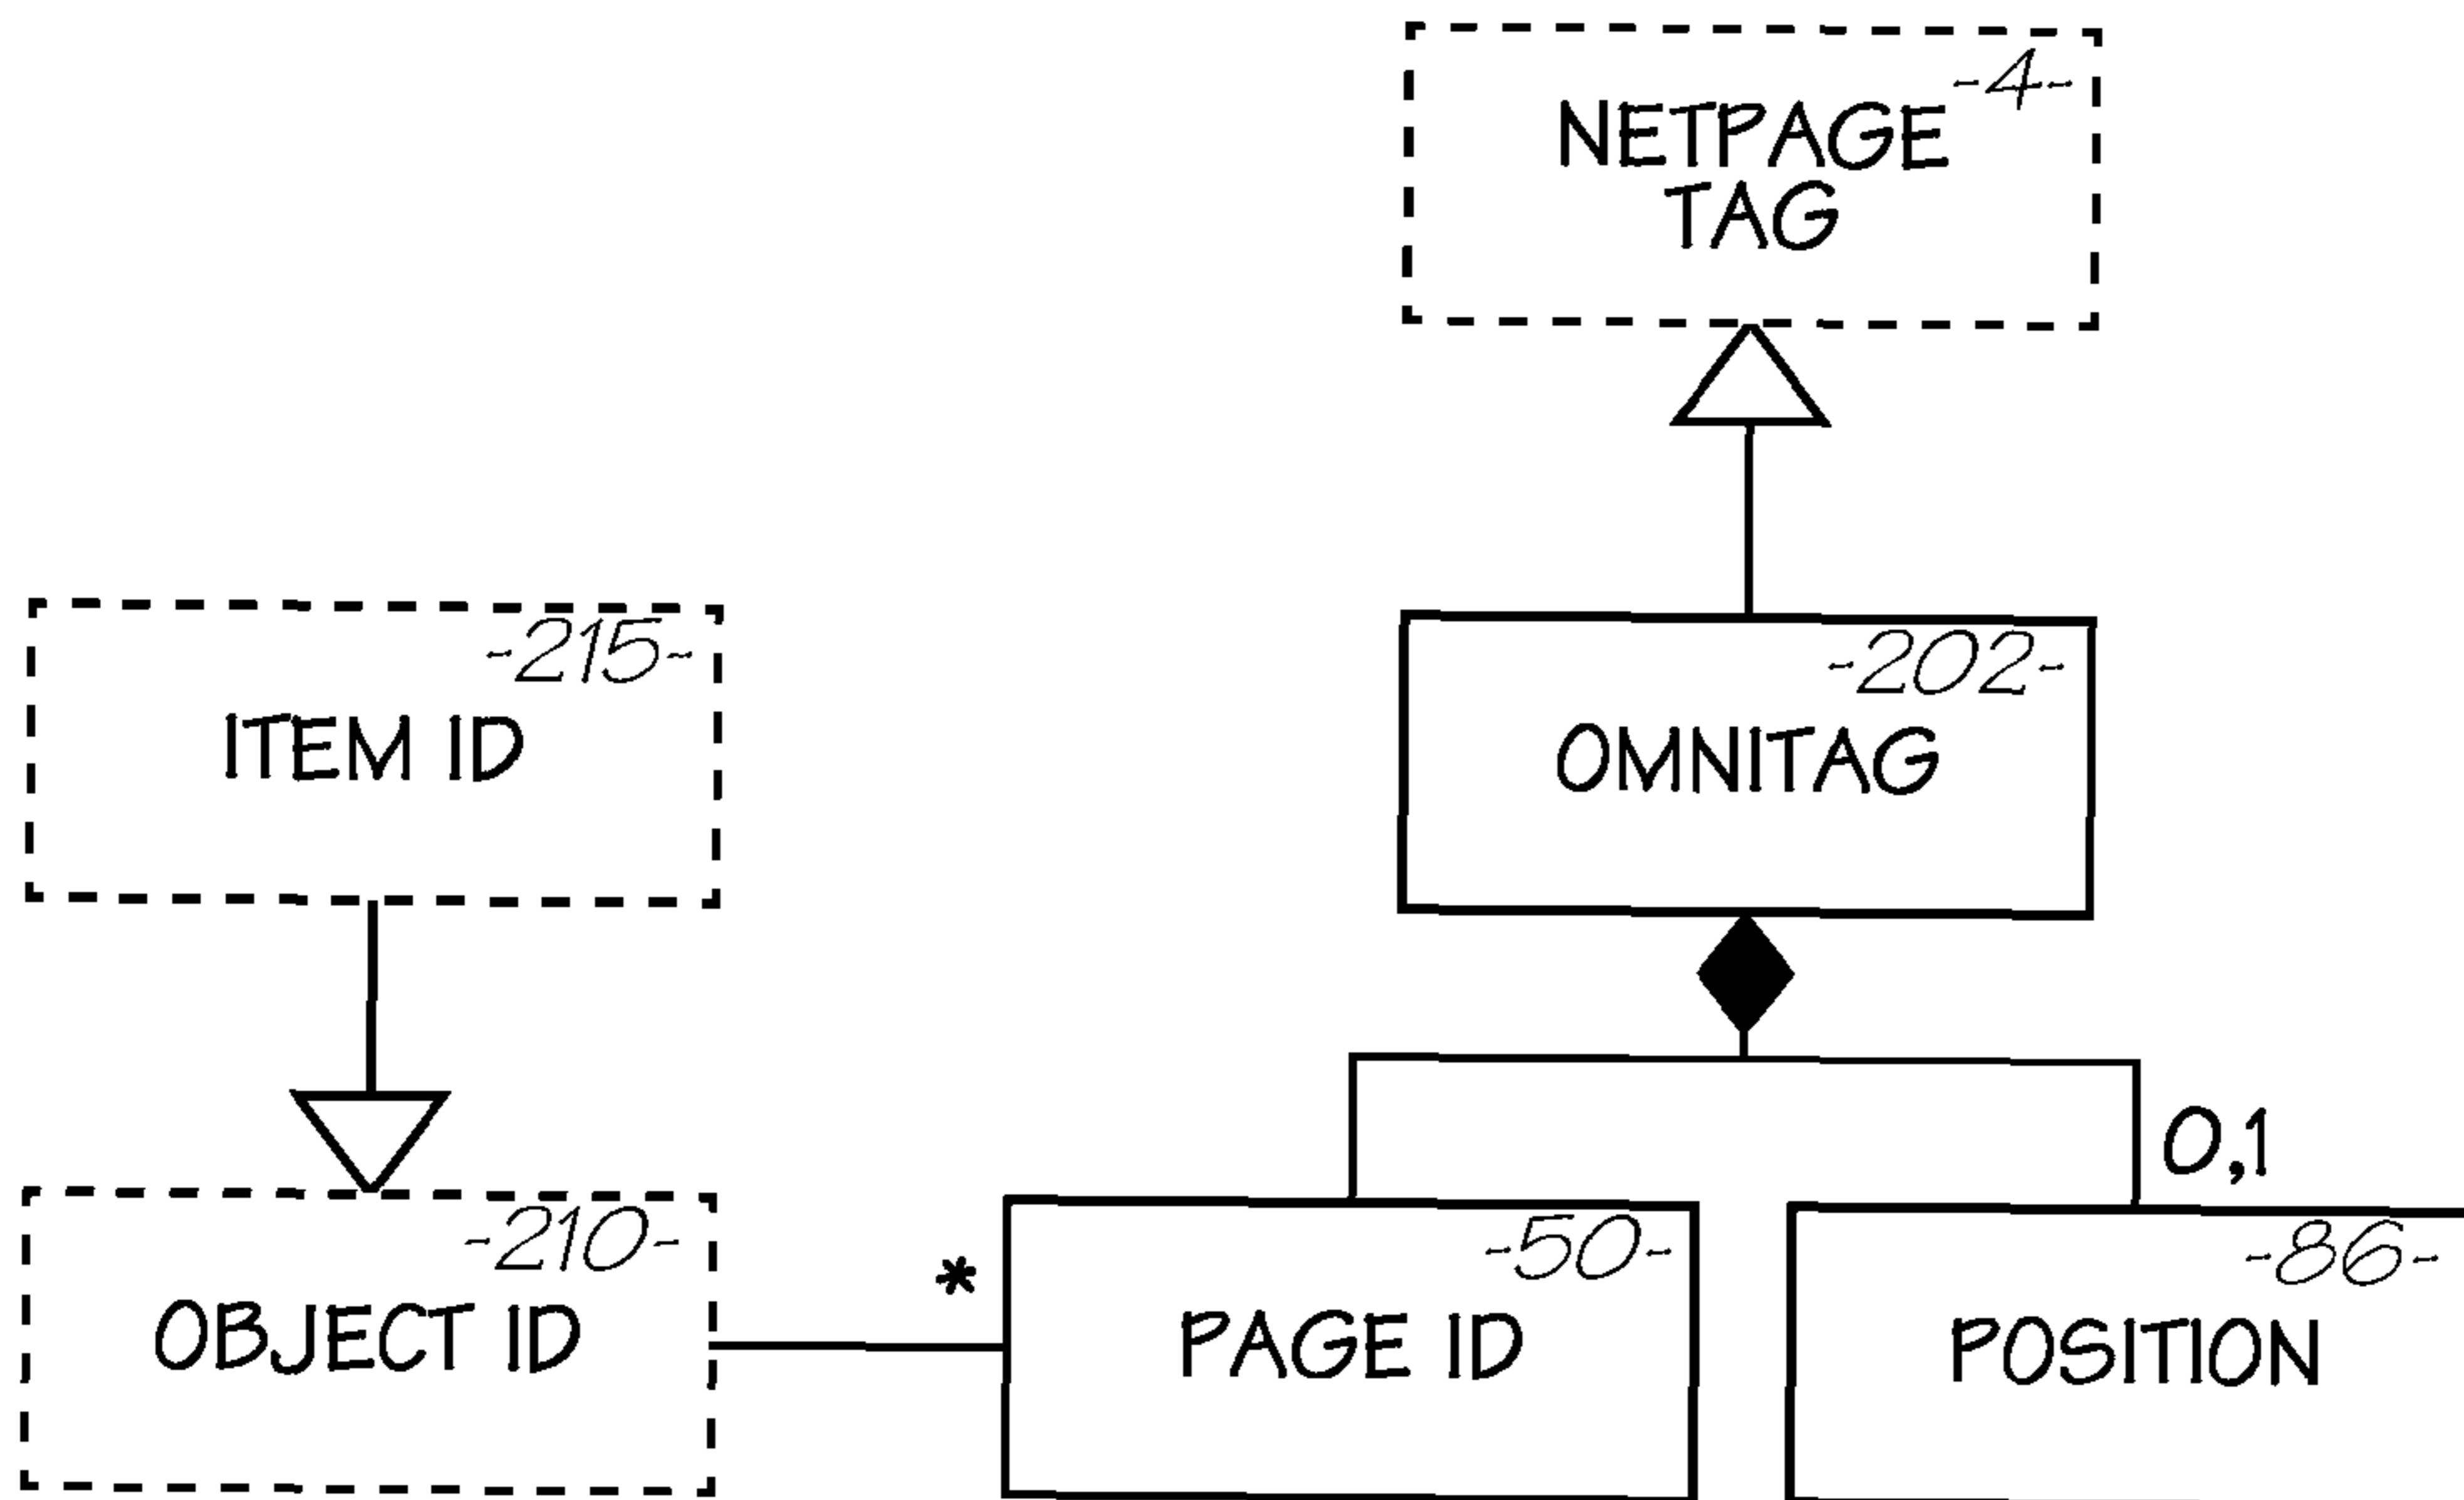 -4-
NETPAGE
TAG
-215-
ITEM ID
-202-
OMNITAG
0,1
-210-
OBJECT ID
*
-50-
PAGE ID
-86-
POSITION